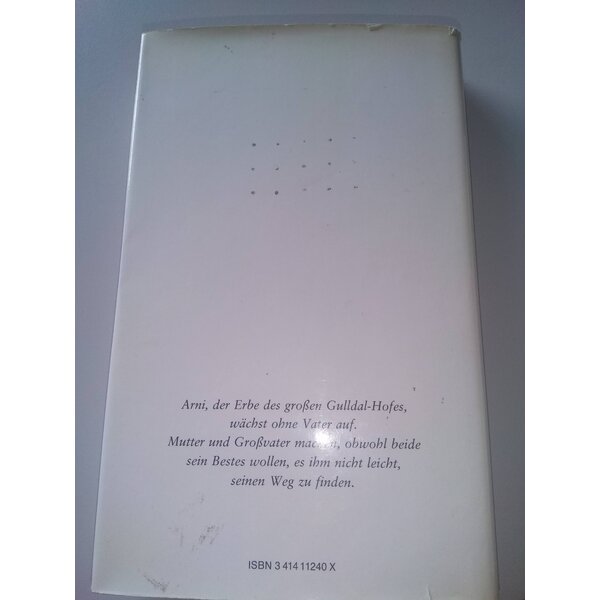 Arni, der Erbe des großen Gulldal-Hofes,
wächst ohne Vater auf.
Mutter und Großvater machen, obwohl beide
sein Bestes wollen, es ihm nicht leicht,
seinen Weg zu finden.
ISBN 3 414 11240 X